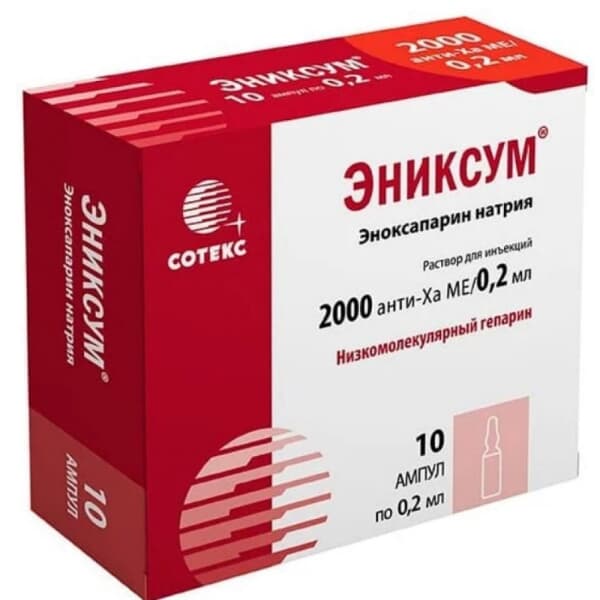 ЭНИКСУМ®
10 ампул по 0,2 мл
2000
анти-Ха МЕ/
0,2 мл
ЭНИКСУМ®
Эноксапарин натрия
Раствор для инъекций
2000 анти-Ха МЕ/0,2 мл
Низкомолекулярный гепарин
10
АМПУЛ
по 0,2 мл
СОТЕКС
ЭНИКСУМ®
Эноксапарин натрия
10
АМПУЛ